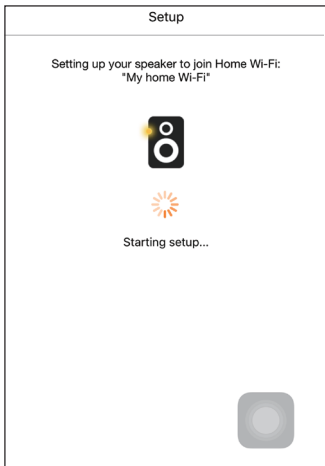 Setup
Setting up your speaker to join Home Wi-Fi:
"My home Wi-Fi"
Starting setup...